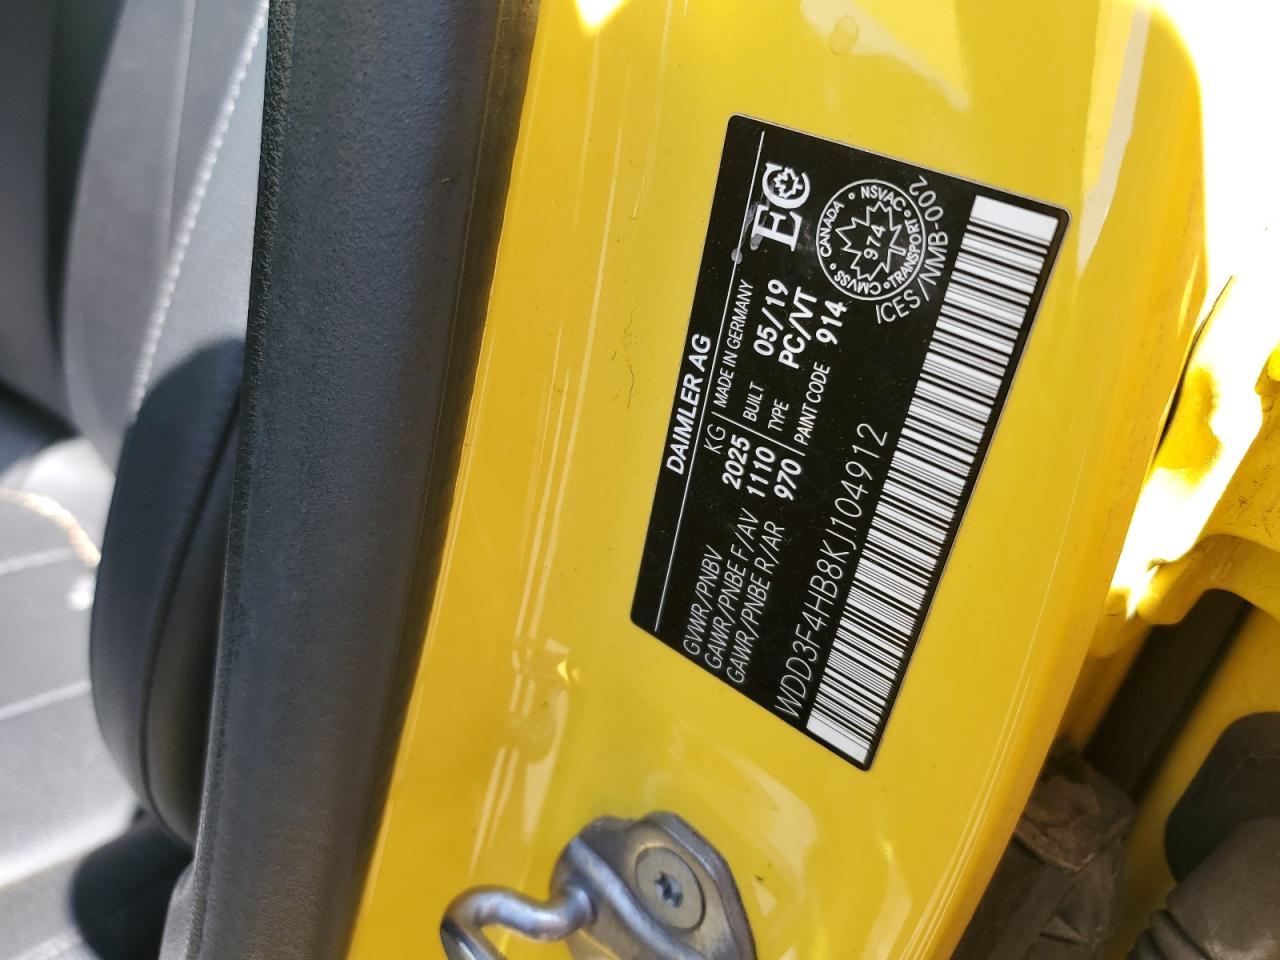 DAIMLER AG
KG | MADE IN GERMANY
GVWR/PNBV 2025 BUILT 05/19
GAWR/PNBE F/AV 1110 TYPE PC/VT
GAWR/PNBE R/AR 970 PAINT CODE 914
EC
CANADA • NSVAC • TRANSPORT • CMVSS •
974
ICES/NMB-002
WDD3F4HB8KJ104912